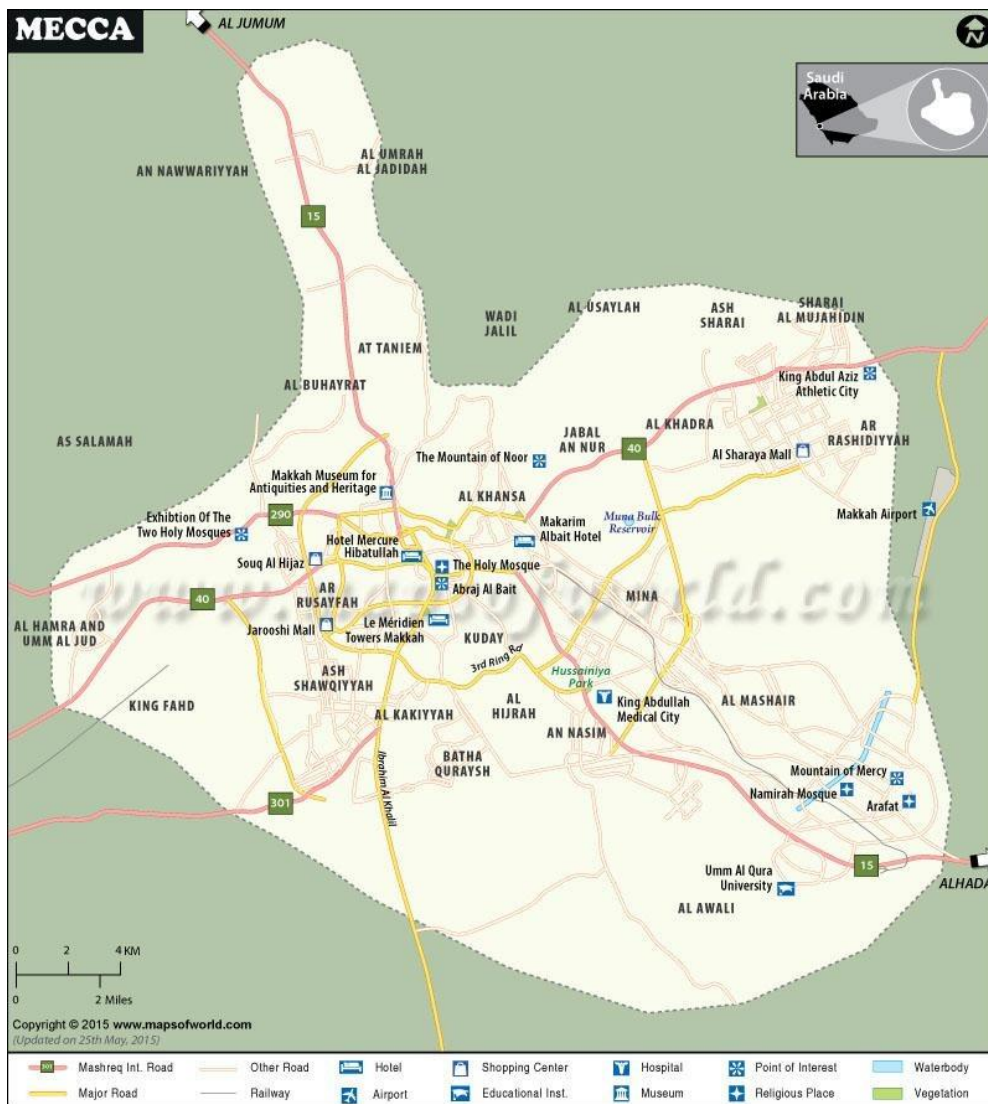 MECCA
AL JUMUM
N
Saudi
Arabia
AN NAWWARIYYAH
AL UMRAH
AL JADIDAH
15
WADI
JALIL
AL USAYLAH
ASH
SHARAI
SHARAI
AL MUJAHIDIN
AT TANIEM
AL BUHAYRAT
King Abdul Aziz
Athletic City
AS SALAMAH
JABAL
AN NUR
AL KHADRA
40
AR
RASHIDIYYAH
The Mountain of Noor
Al Sharaya Mall
Makkah Museum for
Antiquities and Heritage
AL KHANSA
Exhibtion Of The
Two Holy Mosques
290
Hotel Mercure
Hibatullah
Makarim
Albait Hotel
Muna Bulk
Reservoir
Makkah Airport
Souq Al Hijaz
The Holy Mosque
Abraj Al Bait
www.mapsofworld.com
40
AR
RUSAYFAH
MINA
AL HAMRA AND
UMM AL JUD
Jarooshi Mall
Le Méridien
Towers Makkah
KUDAY
3rd Ring Rd
ASH
SHAWQIYYAH
Hussainiya
Park
KING FAHD
AL KAKIYYAH
AL
HIJRAH
King Abdullah
Medical City
AL MASHAIR
AN NASIM
BATHA
QURAYSH
Ibrahim Al Khalil
Mountain of Mercy
Namirah Mosque
Arafat
301
15
Umm Al Qura
University
ALHADA
AL AWALI
0 2 4 KM
0 2 Miles
Copyright © 2015 www.mapsofworld.com
(Updated on 25th May, 2015)
301 Mashreq Int. Road Other Road Hotel Shopping Center Hospital Point of Interest Waterbody
Major Road Railway Airport Educational Inst. Museum Religious Place Vegetation